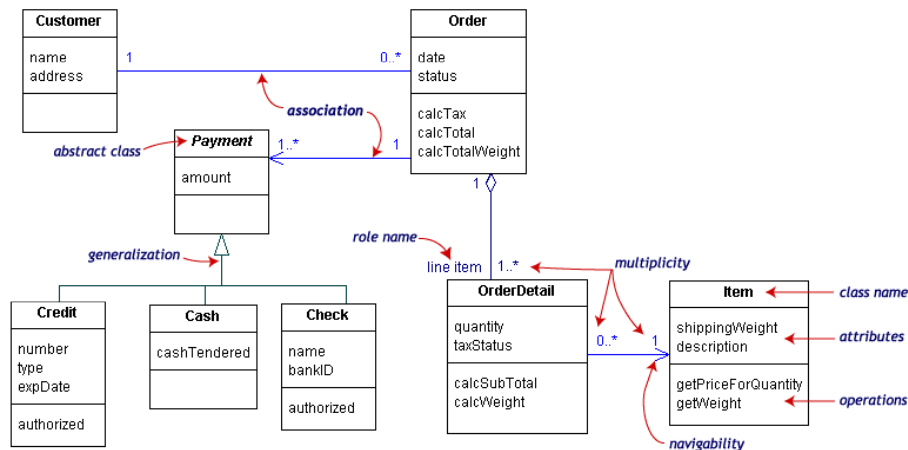 Customer
name
address
1
0..*
association
Order
date
status
calcTax
calcTotal
calcTotalWeight
abstract class
Payment
amount
1..*
1
generalization
1
role name
line item
1..*
multiplicity
Credit
number
type
expDate
authorized
Cash
cashTendered
Check
name
bankID
authorized
OrderDetail
quantity
taxStatus
calcSubTotal
calcWeight
0..*
1
navigability
Item
shippingWeight
description
getPriceForQuantity
getWeight
class name
attributes
operations